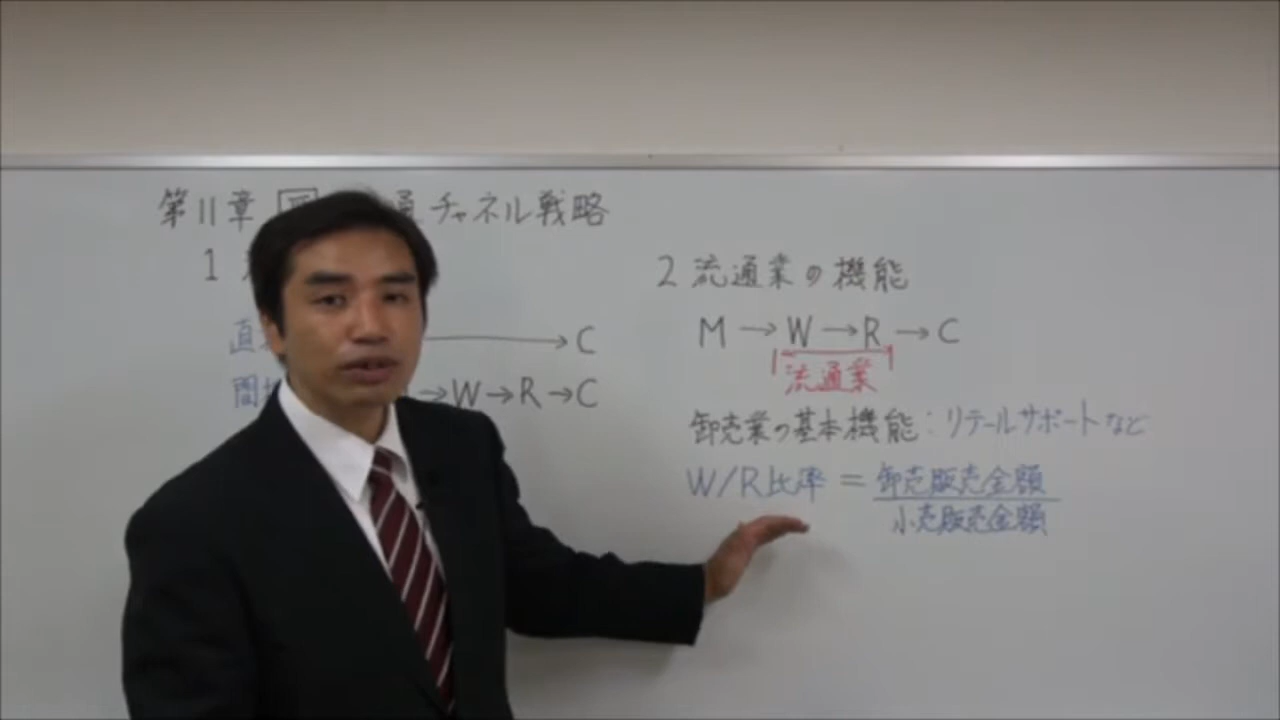 第11章 通チャネル戦略
1
直 → C
間 → W → R → C
2 流通業の機能
M → W → R → C
流通業
卸売業の基本機能：リテールサポートなど
W/R比率 = 卸売販売金額
小売販売金額